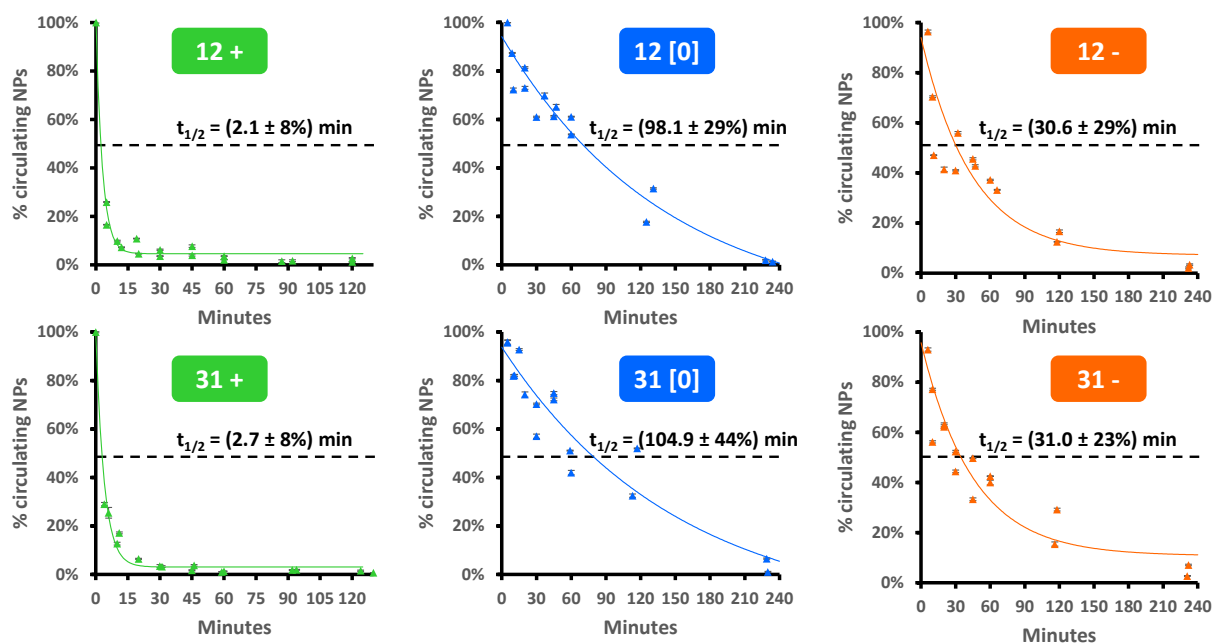 % circulating NPs
100%
80%
60%
40%
20%
0%
12 +
t1/2 = (2.1 ± 8%) min
0 15 30 45 60 75 90 105 120
Minutes
% circulating NPs
100%
80%
60%
40%
20%
0%
12 [0]
t1/2 = (98.1 ± 29%) min
0 30 60 90 120 150 180 210 240
Minutes
% circulating NPs
100%
80%
60%
40%
20%
0%
12 -
t1/2 = (30.6 ± 29%) min
0 30 60 90 120 150 180 210 240
Minutes
% circulating NPs
100%
80%
60%
40%
20%
0%
31 +
t1/2 = (2.7 ± 8%) min
0 15 30 45 60 75 90 105 120
Minutes
% circulating NPs
100%
80%
60%
40%
20%
0%
31 [0]
t1/2 = (104.9 ± 44%) min
0 30 60 90 120 150 180 210 240
Minutes
% circulating NPs
100%
80%
60%
40%
20%
0%
31 -
t1/2 = (31.0 ± 23%) min
0 30 60 90 120 150 180 210 240
Minutes